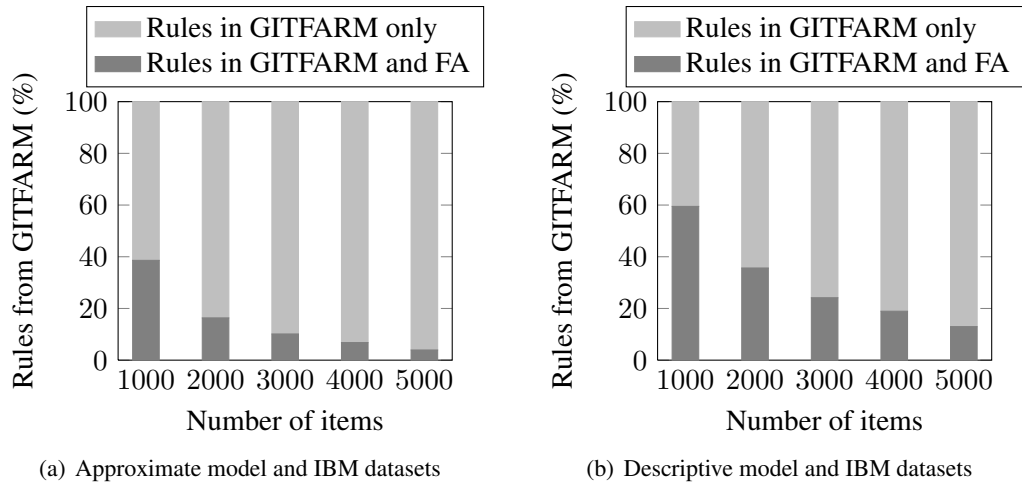 Rules in GITFARM only
Rules in GITFARM and FA
Rules from GITFARM (%)
100
80
60
40
20
0
1000 2000 3000 4000 5000
Number of items
(a) Approximate model and IBM datasets
Rules in GITFARM only
Rules in GITFARM and FA
Rules from GITFARM (%)
100
80
60
40
20
0
1000 2000 3000 4000 5000
Number of items
(b) Descriptive model and IBM datasets